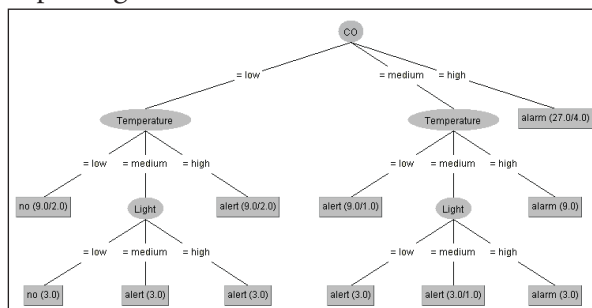 CO
= low = medium = high
Temperature Temperature alarm (27.0/4.0)
= low = medium = high = low = medium = high
no (9.0/2.0) Light alert (9.0/2.0) alert (9.0/1.0) Light alarm (9.0)
= low = medium = high = low = medium = high
no (3.0) alert (3.0) alert (3.0) alert (3.0) alert (3.0/1.0) alarm (3.0)